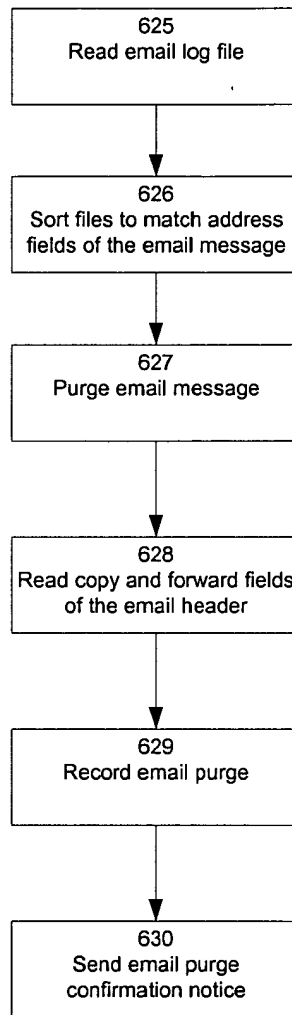 625
Read email log file
626
Sort files to match address
fields of the email message
627
Purge email message
628
Read copy and forward fields
of the email header
629
Record email purge
630
Send email purge
confirmation notice